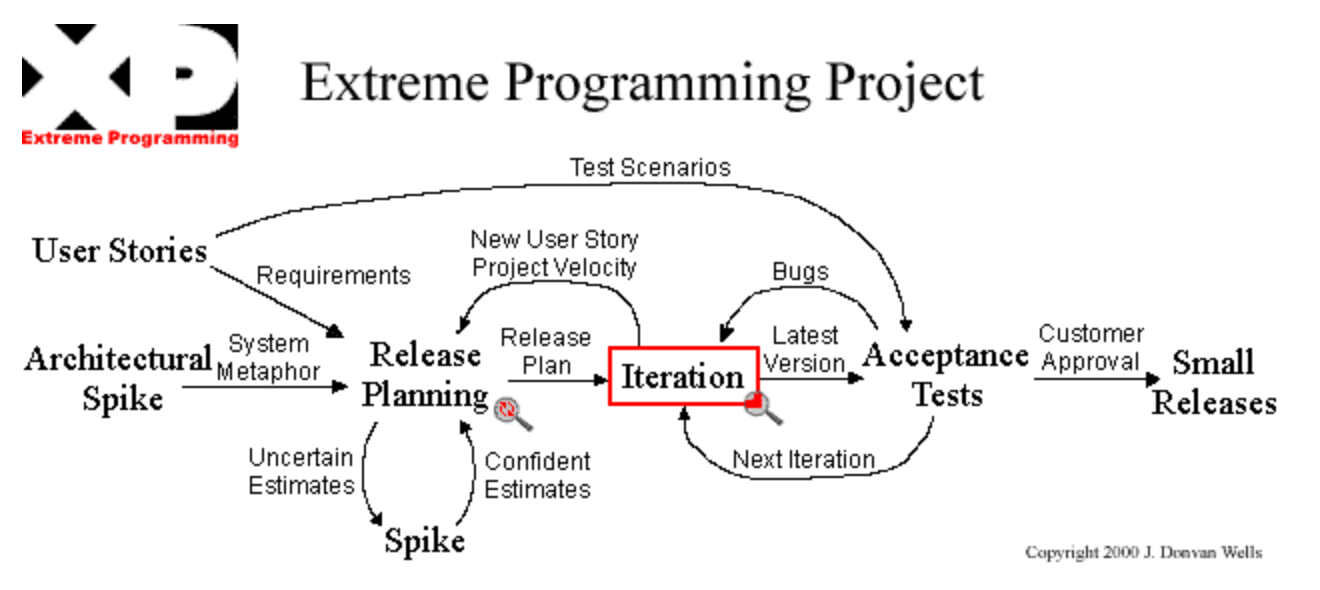 XP
Extreme Programming
Extreme Programming Project
Test Scenarios
User Stories
New User Story
Project Velocity
Bugs
Requirements
Architectural
Spike
System
Metaphor
Release
Planning
Release
Plan
Iteration
Latest
Version
Acceptance
Tests
Customer
Approval
Small
Releases
Uncertain
Estimates
Confident
Estimates
Next Iteration
Spike
Copyright 2000 J. Donvan Wells